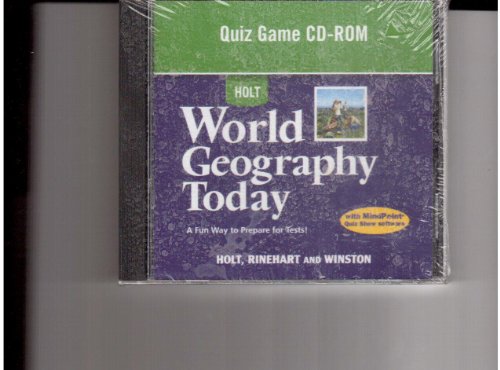 Quiz Game CD-ROM
HOLT
World
Geography
Today
with MindPoint®
Quiz Show software
A Fun Way to Prepare for Tests!
HOLT, RINEHART AND WINSTON